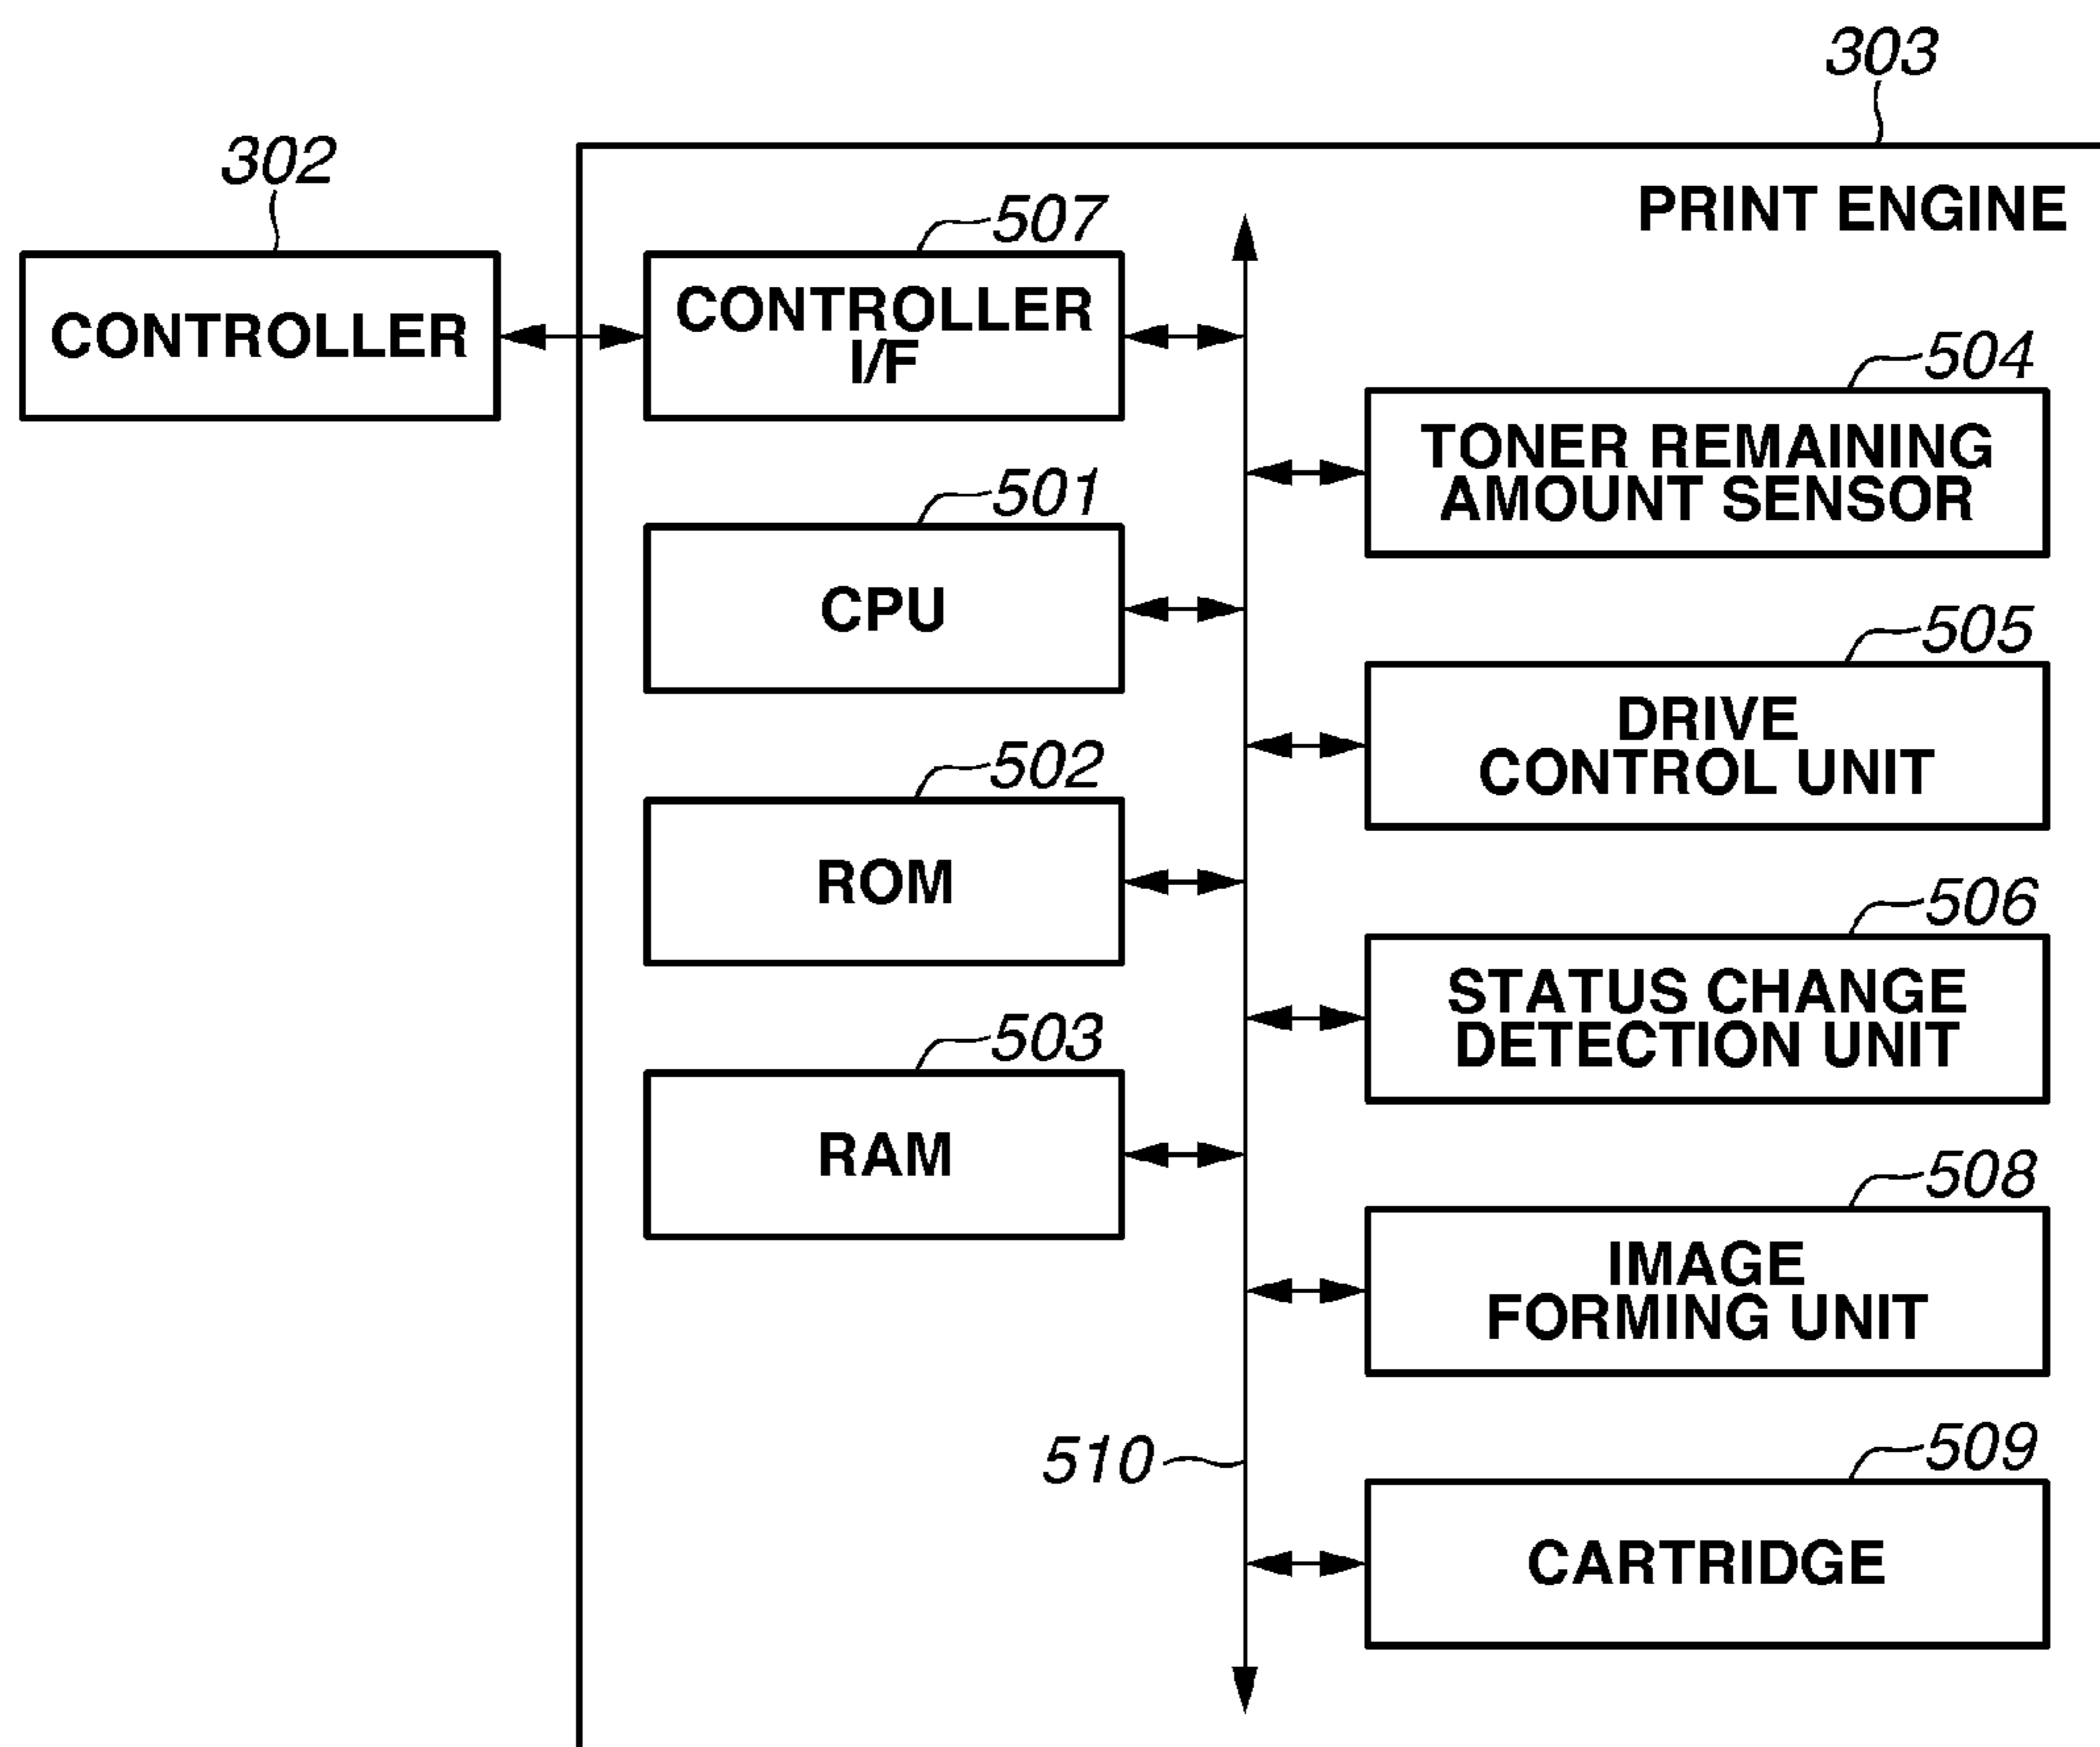 303
PRINT ENGINE
302
CONTROLLER
507
CONTROLLER
I/F
501
CPU
502
ROM
503
RAM
504
TONER REMAINING
AMOUNT SENSOR
505
DRIVE
CONTROL UNIT
506
STATUS CHANGE
DETECTION UNIT
508
IMAGE
FORMING UNIT
509
CARTRIDGE
510